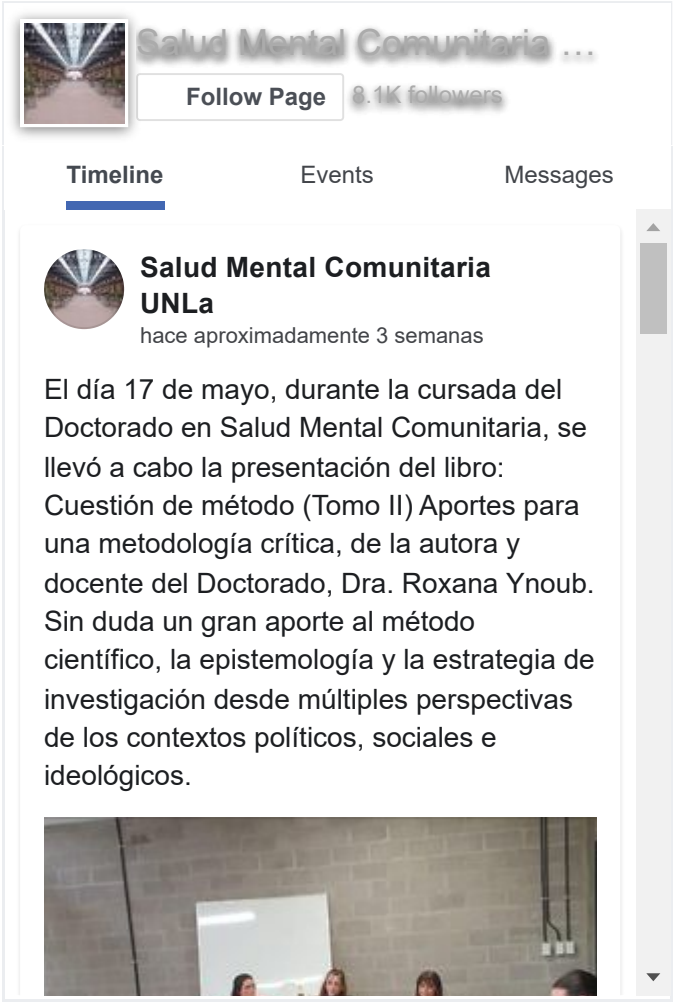 Salud Mental Comunitaria ...
Follow Page
8.1K followers
Timeline
Events
Messages
Salud Mental Comunitaria
UNLa
hace aproximadamente 3 semanas
El día 17 de mayo, durante la cursada del
Doctorado en Salud Mental Comunitaria, se
llevó a cabo la presentación del libro:
Cuestión de método (Tomo II) Aportes para
una metodología crítica, de la autora y
docente del Doctorado, Dra. Roxana Ynoub.
Sin duda un gran aporte al método
científico, la epistemología y la estrategia de
investigación desde múltiples perspectivas
de los contextos políticos, sociales e
ideológicos.